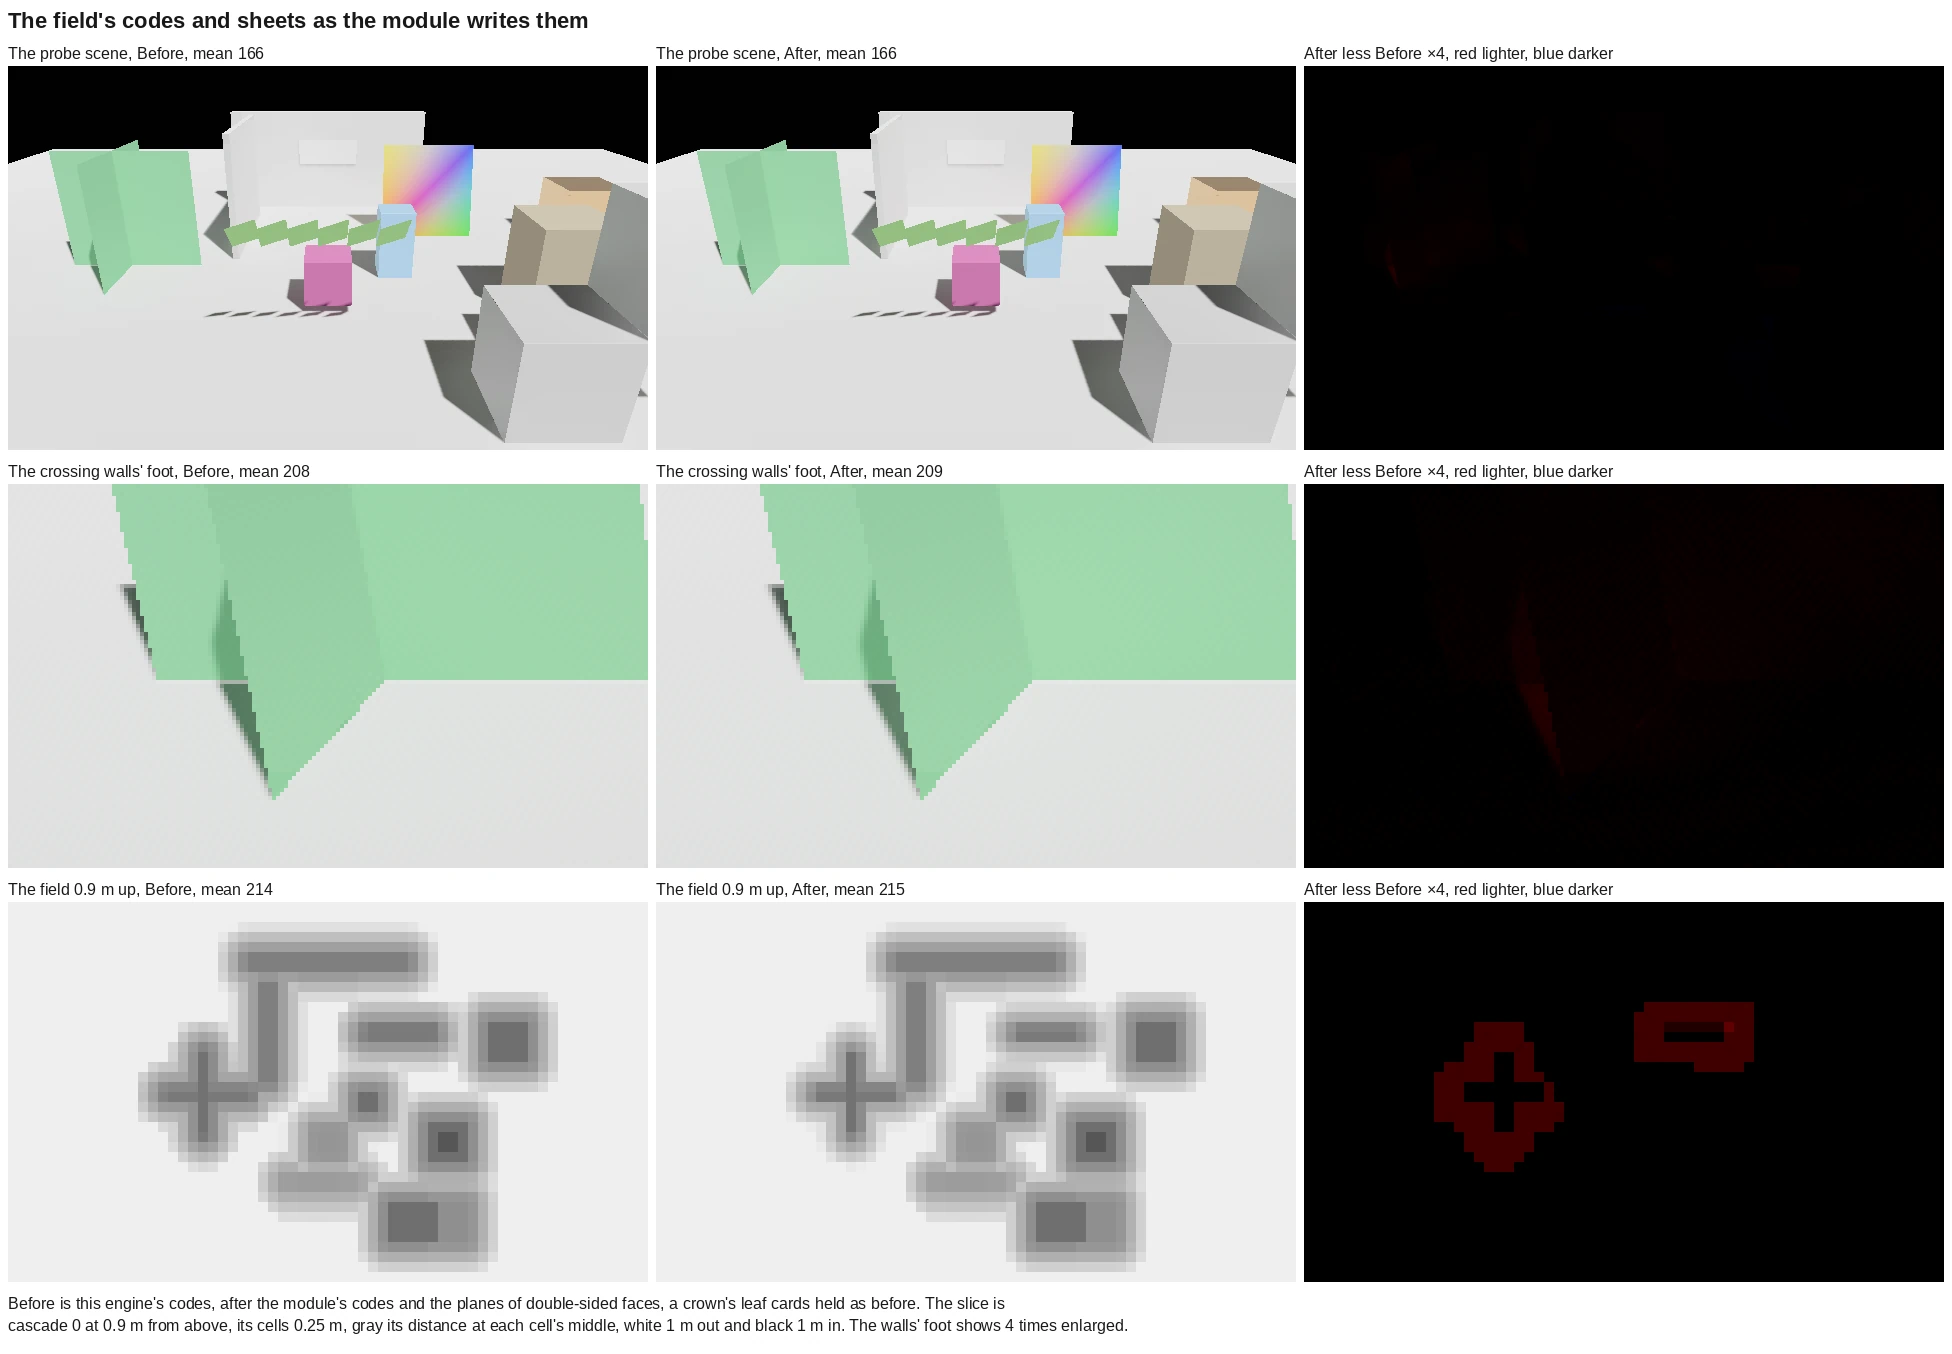 The field's codes and sheets as the module writes them
The probe scene, Before, mean 166
The probe scene, After, mean 166
After less Before ×4, red lighter, blue darker
The crossing walls' foot, Before, mean 208
The crossing walls' foot, After, mean 209
After less Before ×4, red lighter, blue darker
The field 0.9 m up, Before, mean 214
The field 0.9 m up, After, mean 215
After less Before ×4, red lighter, blue darker
Before is this engine's codes, after the module's codes and the planes of double-sided faces, a crown's leaf cards held as before. The slice is
cascade 0 at 0.9 m from above, its cells 0.25 m, gray its distance at each cell's middle, white 1 m out and black 1 m in. The walls' foot shows 4 times enlarged.